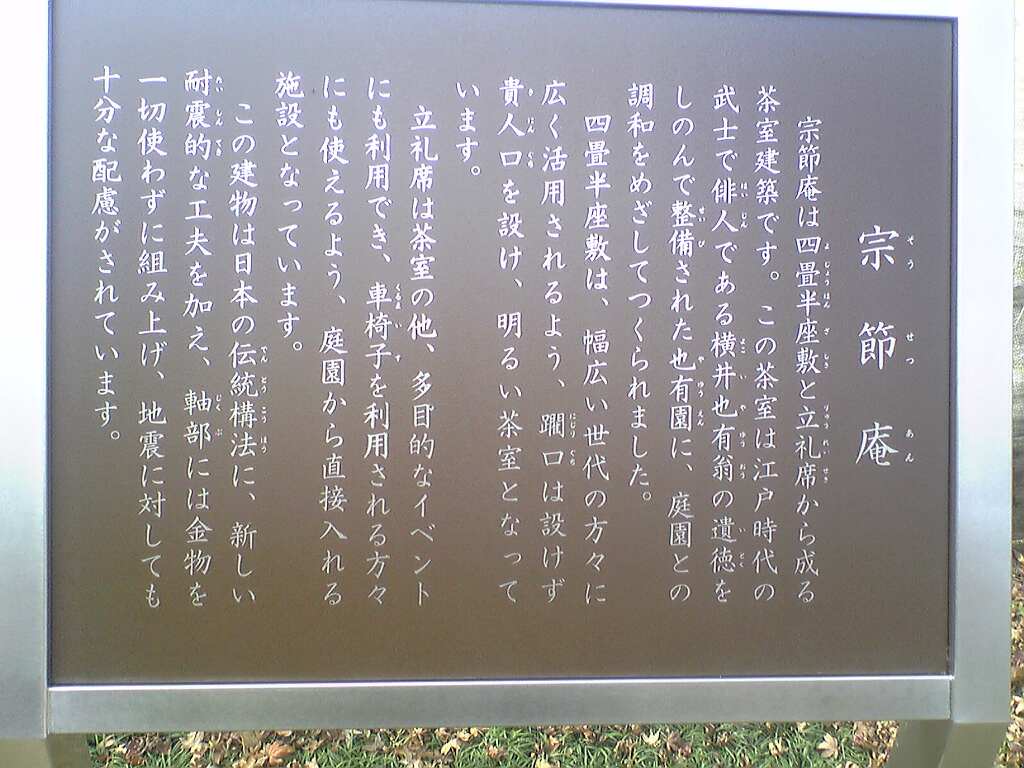 宗節庵
宗節庵は四畳半座敷と立礼席から成る
茶室建築です。この茶室は江戸時代の
武士で俳人である横井也有翁の遺徳を
しのんで整備された也有園に、庭園との
調和をめざしてつくられました。
四畳半座敷は、幅広い世代の方々に
広く活用されるよう、躙口は設けず
貴人口を設け、明るい茶室となって
います。
立礼席は茶室の他、多目的なイベント
にも利用でき、車椅子を利用される方々
にも使えるよう、庭園から直接入れる
施設となっています。
この建物は日本の伝統構法に、新しい
耐震的な工夫を加え、軸部には金物を
一切使わずに組み上げ、地震に対しても
十分な配慮がされています。